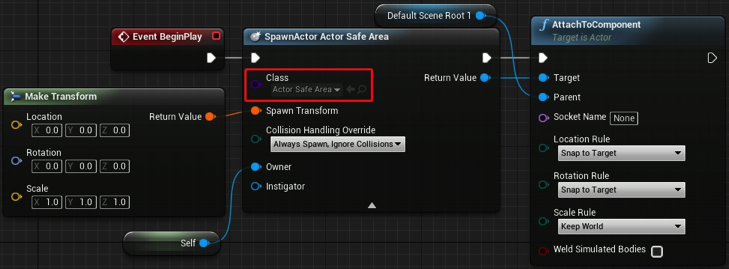 Default Scene Root 1
Event BeginPlay
SpawnActor Actor Safe Area
AttachToComponent
Target is Actor
Make Transform
Location
X 0.0 Y 0.0 Z 0.0
Rotation
X 0.0 Y 0.0 Z 0.0
Scale
X 1.0 Y 1.0 Z 1.0
Return Value
Self
Class
Actor Safe Area
Return Value
Spawn Transform
Collision Handling Override
Always Spawn, Ignore Collisions
Owner
Instigator
Target
Parent
Socket Name None
Location Rule
Snap to Target
Rotation Rule
Snap to Target
Scale Rule
Keep World
Weld Simulated Bodies